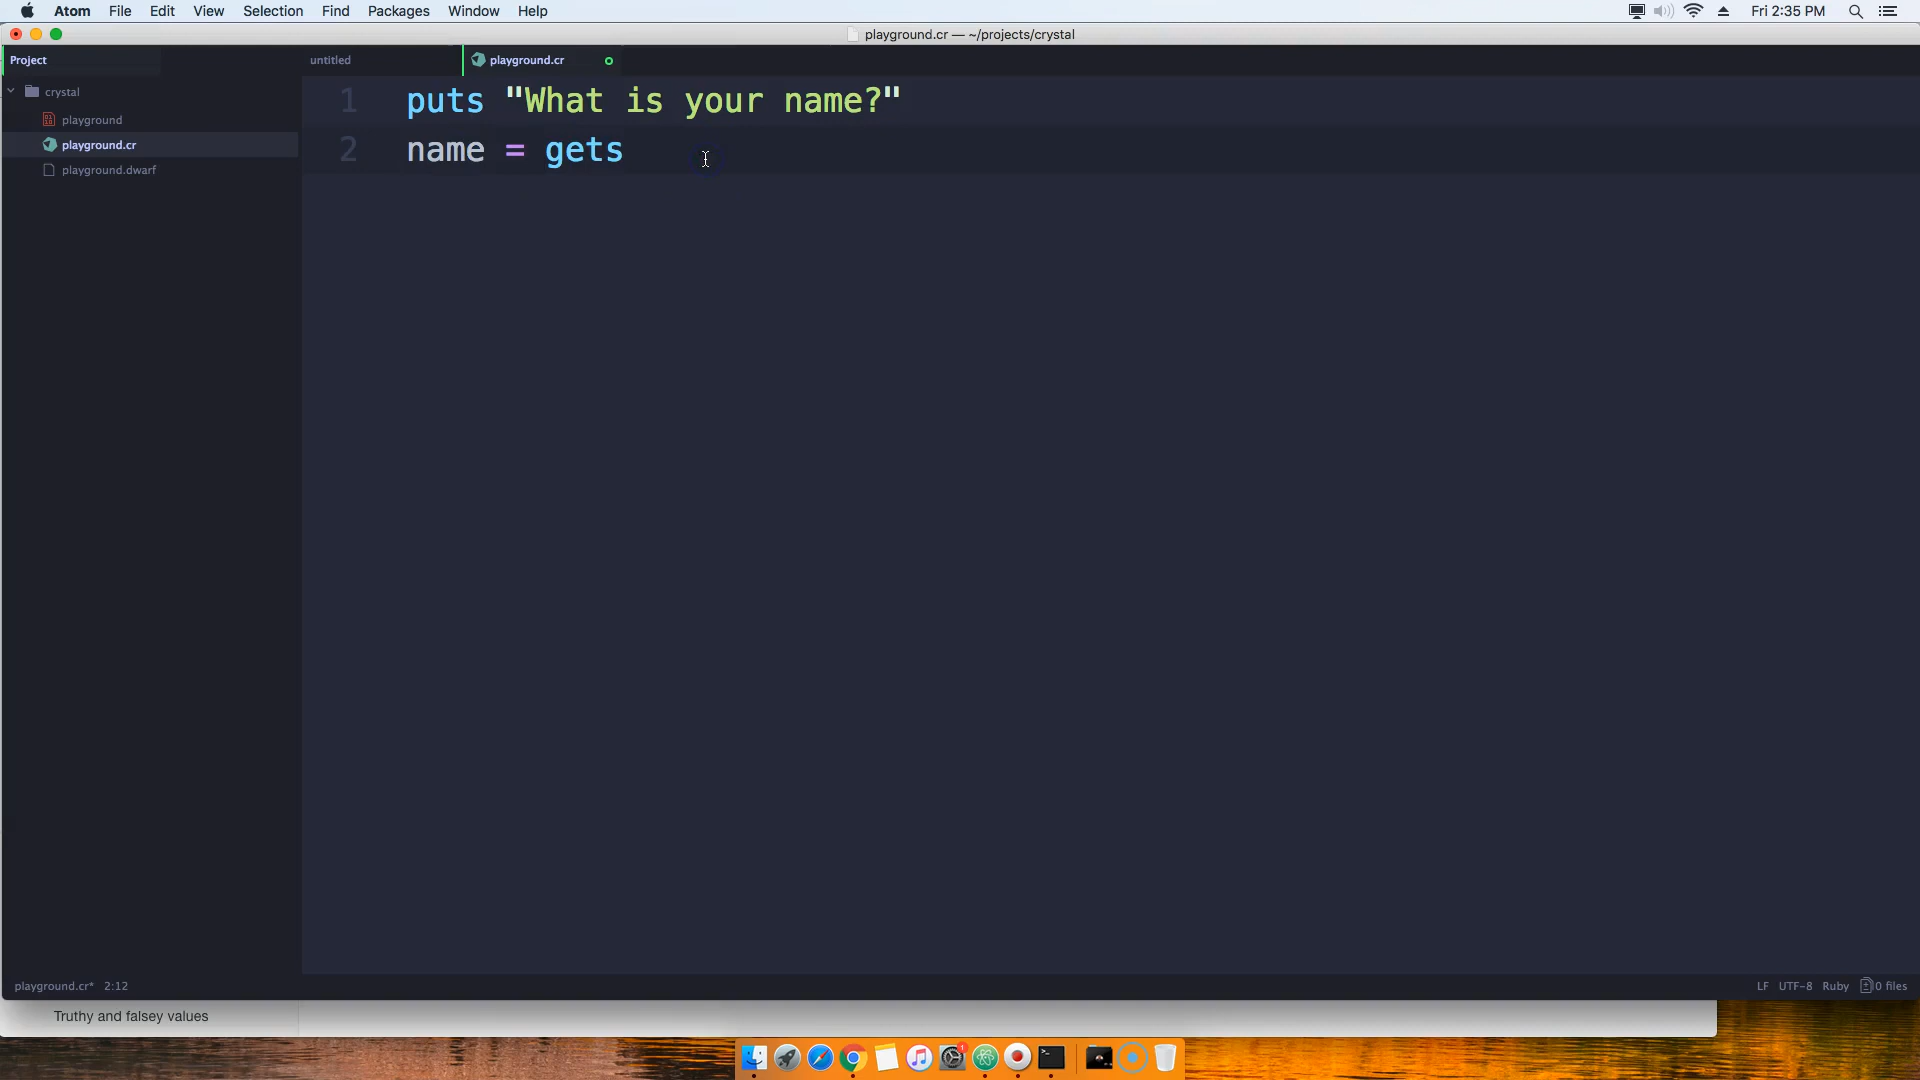 Atom File Edit View Selection Find Packages Window Help Fri 2:35 PM
playground.cr — ~/projects/crystal
Project
untitled
playground.cr
crystal
playground
playground.cr
playground.dwarf
1 puts "What is your name?"
2 name = gets
playground.cr* 2:12 LF UTF-8 Ruby 0 files
Truthy and falsey values